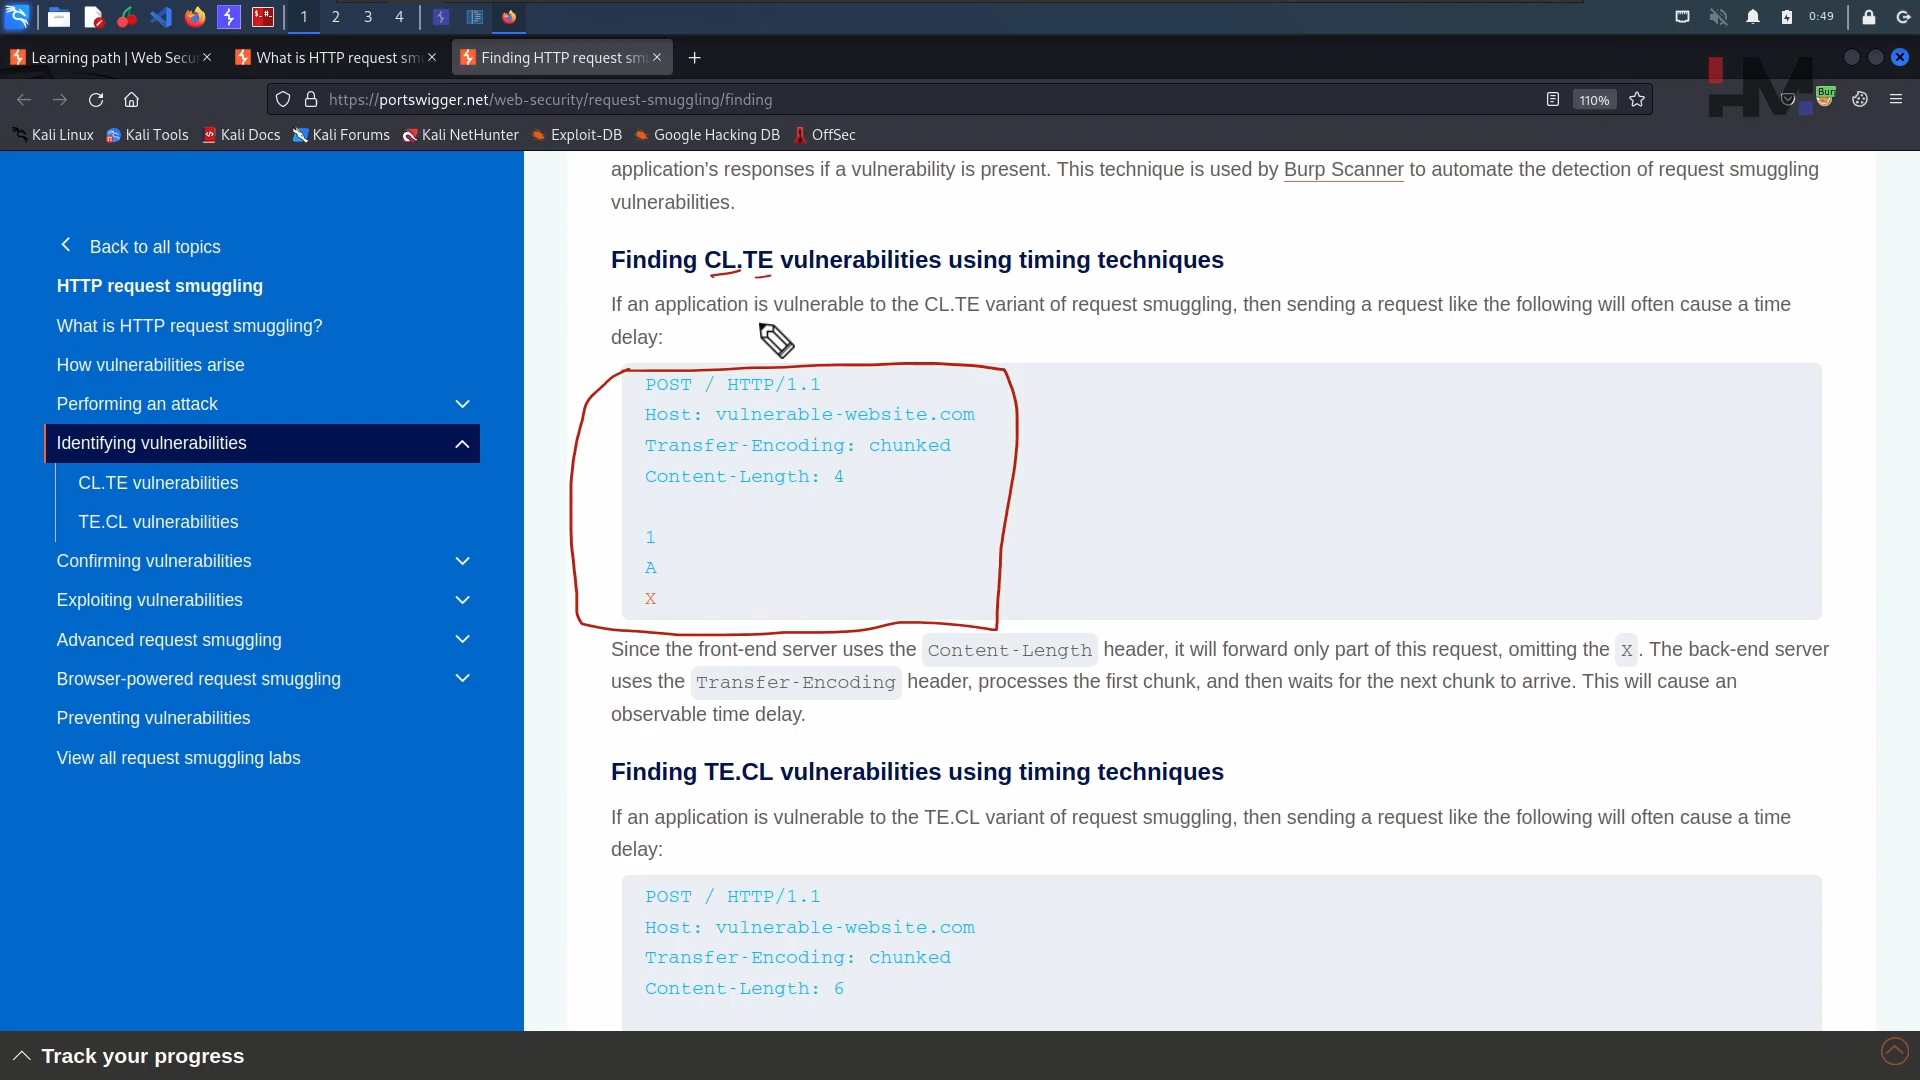 1 2 3 4 0:49
Learning path | Web Secu
What is HTTP request sm
Finding HTTP request sm
https://portswigger.net/web-security/request-smuggling/finding
110%
HM
Kali Linux Kali Tools Kali Docs Kali Forums Kali NetHunter Exploit-DB Google Hacking DB OffSec
Back to all topics
HTTP request smuggling
What is HTTP request smuggling?
How vulnerabilities arise
Performing an attack
Identifying vulnerabilities
CL.TE vulnerabilities
TE.CL vulnerabilities
Confirming vulnerabilities
Exploiting vulnerabilities
Advanced request smuggling
Browser-powered request smuggling
Preventing vulnerabilities
View all request smuggling labs
application's responses if a vulnerability is present. This technique is used by Burp Scanner to automate the detection of request smuggling
vulnerabilities.
Finding CL.TE vulnerabilities using timing techniques
If an application is vulnerable to the CL.TE variant of request smuggling, then sending a request like the following will often cause a time
delay:
POST / HTTP/1.1
Host: vulnerable-website.com
Transfer-Encoding: chunked
Content-Length: 4
1
A
X
Since the front-end server uses the Content-Length header, it will forward only part of this request, omitting the X. The back-end server
uses the Transfer-Encoding header, processes the first chunk, and then waits for the next chunk to arrive. This will cause an
observable time delay.
Finding TE.CL vulnerabilities using timing techniques
If an application is vulnerable to the TE.CL variant of request smuggling, then sending a request like the following will often cause a time
delay:
POST / HTTP/1.1
Host: vulnerable-website.com
Transfer-Encoding: chunked
Content-Length: 6
Track your progress